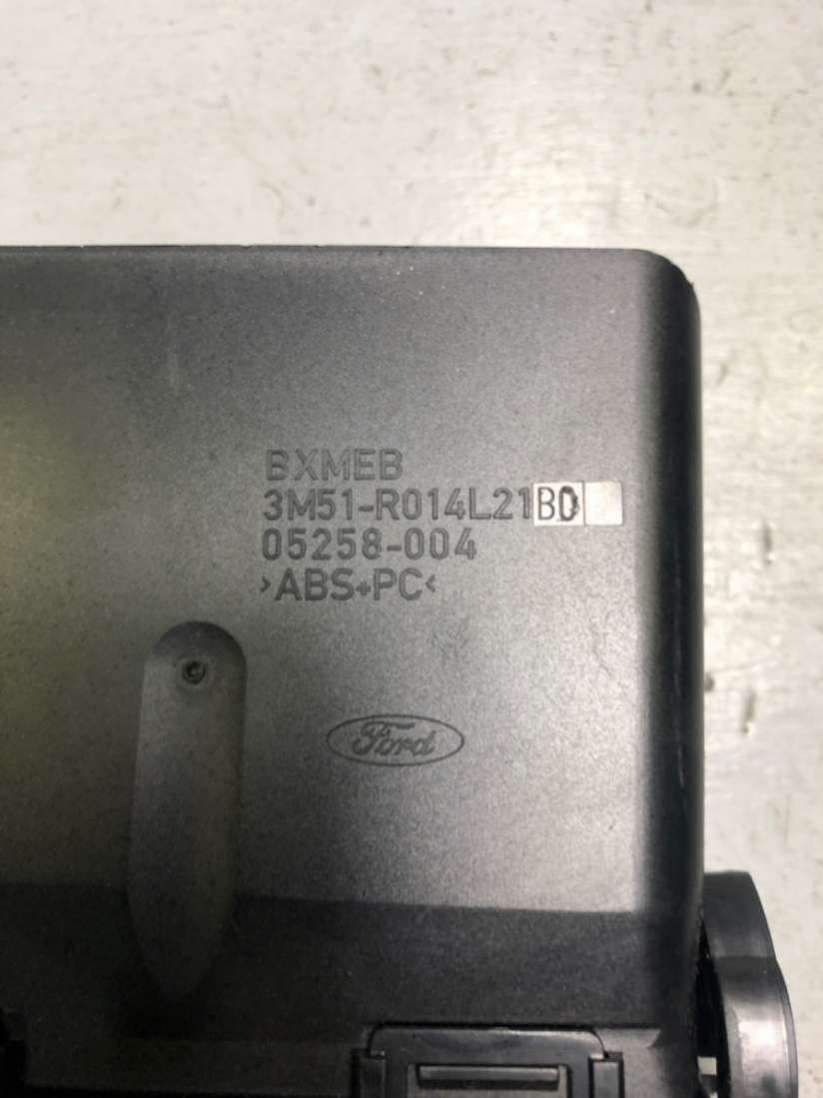 BXMEB
3M51-R014L21BD
05258-004
>ABS+PC<
Ford